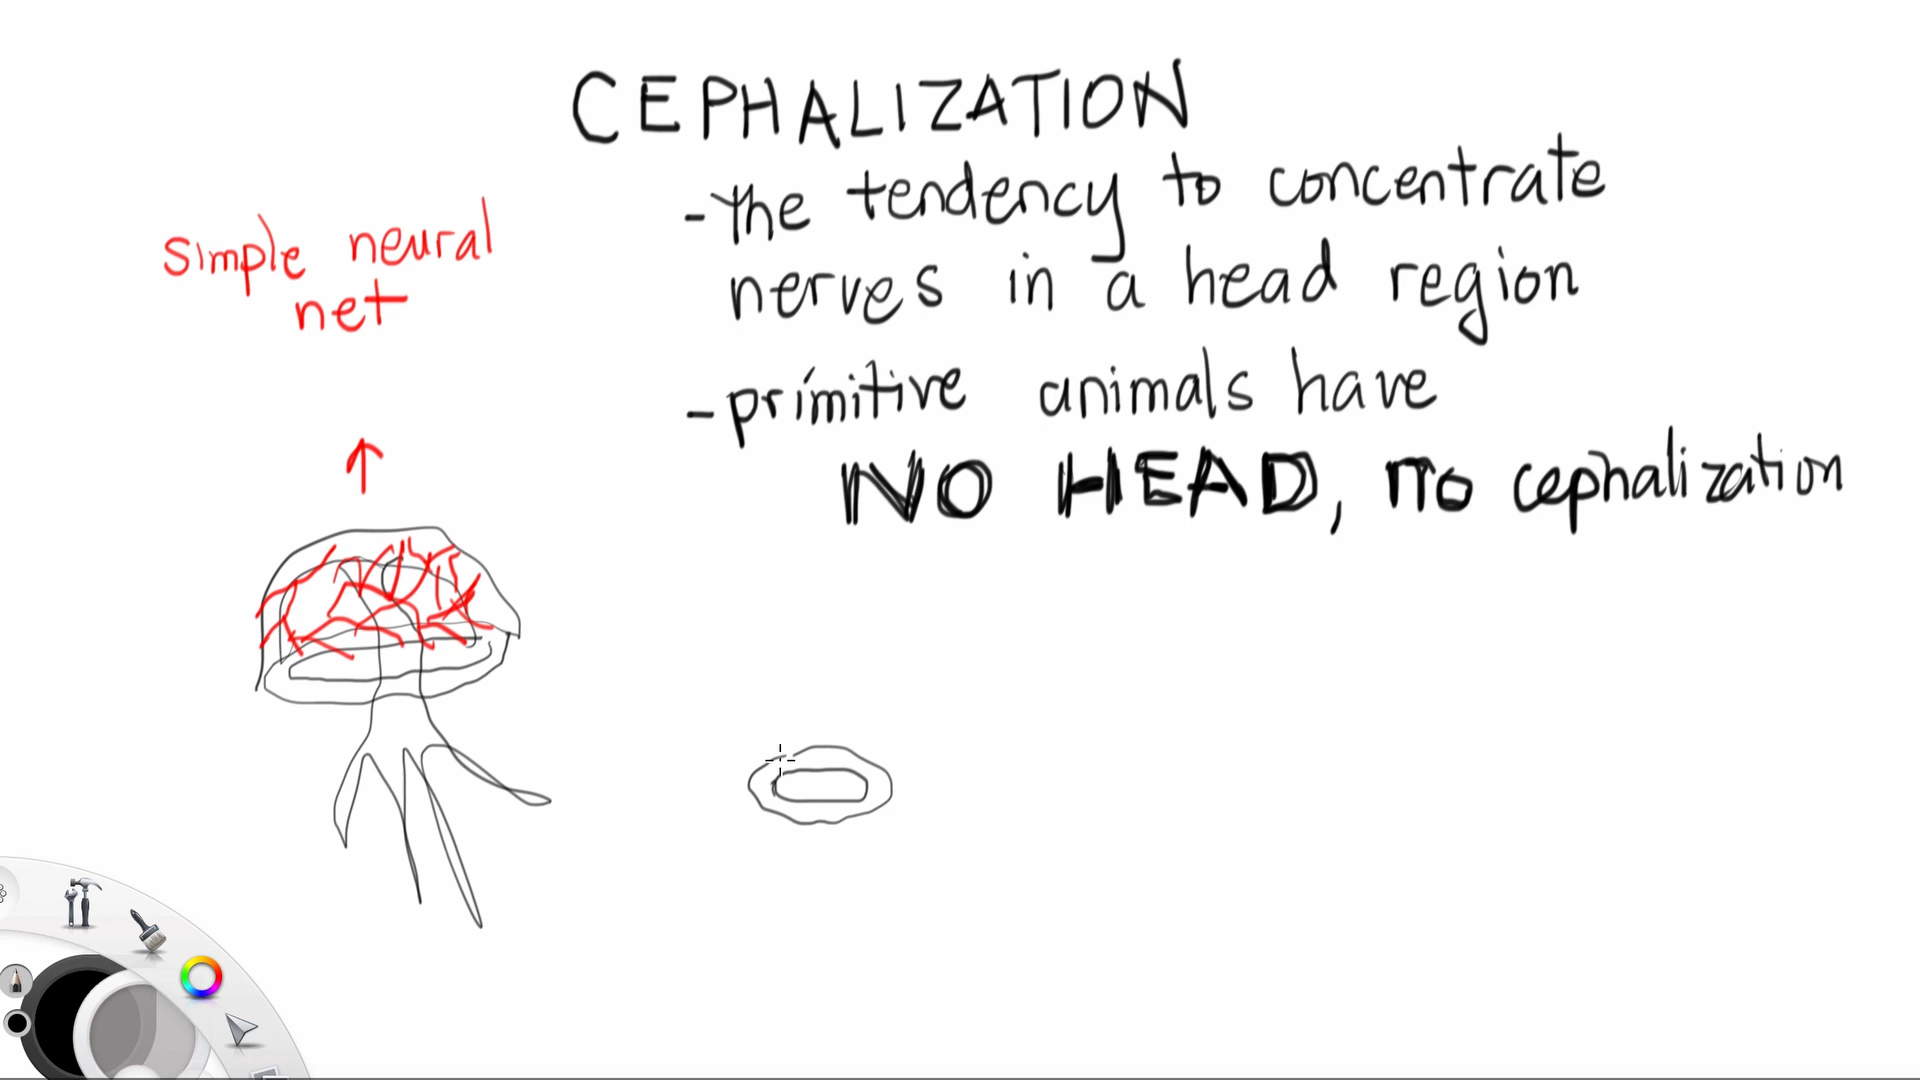 CEPHALIZATION
-the tendency to concentrate
nerves in a head region
-primitive animals have
NO HEAD, no cephalization
simple neural
net